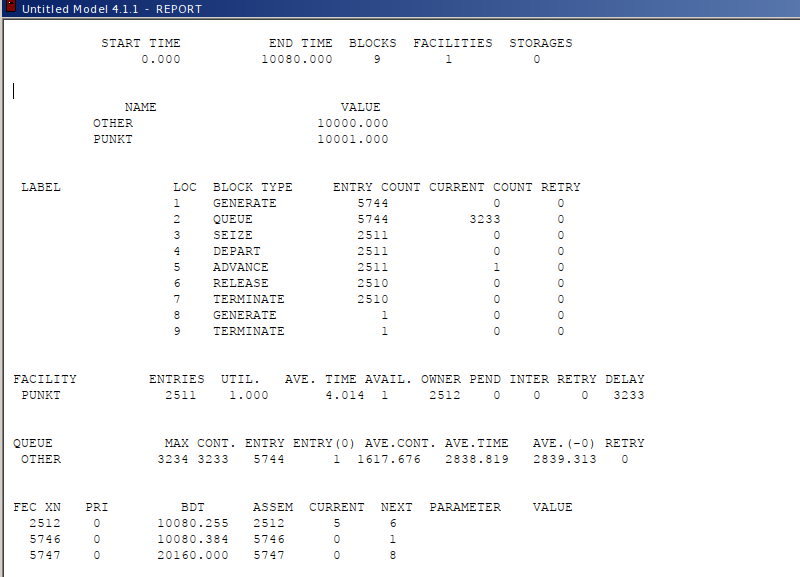 Untitled Model 4.1.1 - REPORT
START TIME END TIME BLOCKS FACILITIES STORAGES
0.000 10080.000 9 1 0
NAME VALUE
OTHER 10000.000
PUNKT 10001.000
LABEL LOC BLOCK TYPE ENTRY COUNT CURRENT COUNT RETRY
1 GENERATE 5744 0 0
2 QUEUE 5744 3233 0
3 SEIZE 2511 0 0
4 DEPART 2511 0 0
5 ADVANCE 2511 1 0
6 RELEASE 2510 0 0
7 TERMINATE 2510 0 0
8 GENERATE 1 0 0
9 TERMINATE 1 0 0
FACILITY ENTRIES UTIL. AVE. TIME AVAIL. OWNER PEND INTER RETRY DELAY
PUNKT 2511 1.000 4.014 1 2512 0 0 0 3233
QUEUE MAX CONT. ENTRY ENTRY(0) AVE.CONT. AVE.TIME AVE.(-0) RETRY
OTHER 3234 3233 5744 1 1617.676 2838.819 2839.313 0
FEC XN PRI BDT ASSEM CURRENT NEXT PARAMETER VALUE
2512 0 10080.255 2512 5 6
5746 0 10080.384 5746 0 1
5747 0 20160.000 5747 0 8